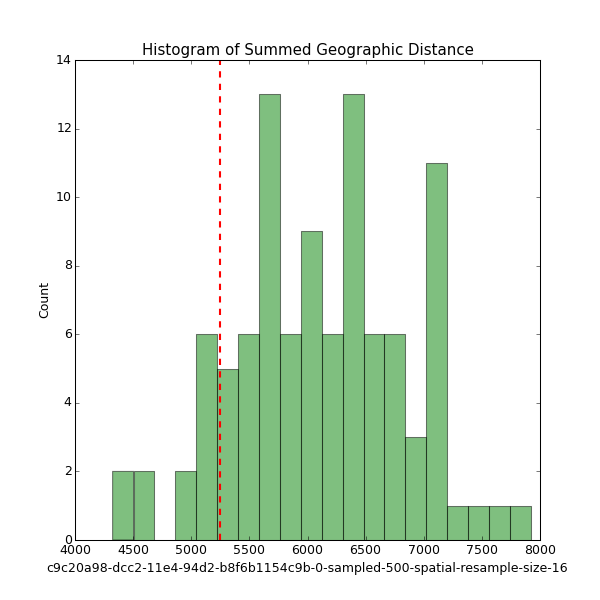 Histogram of Summed Geographic Distance
14
12
10
8
6
4
2
0
Count
4000 4500 5000 5500 6000 6500 7000 7500 8000
c9c20a98-dcc2-11e4-94d2-b8f6b1154c9b-0-sampled-500-spatial-resample-size-16